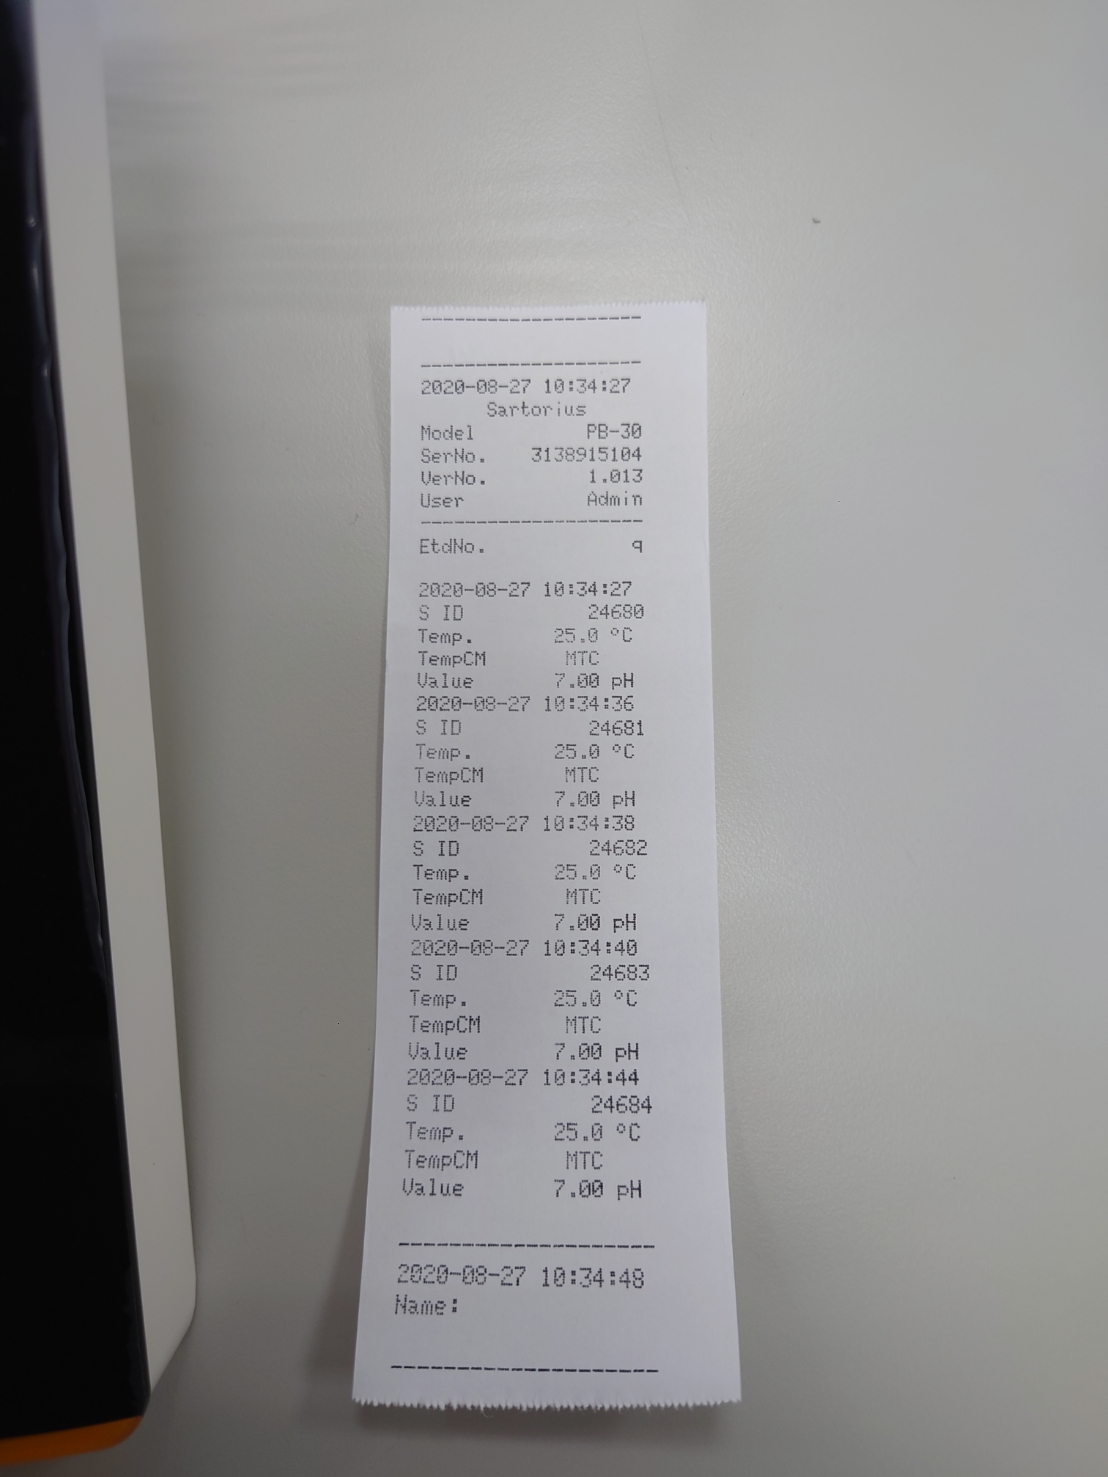 --------------------
--------------------
2020-08-27 10:34:27
Sartorius
Model PB-30
SerNo. 3138915104
VerNo. 1.013
User Admin
--------------------
EtdNo. q
2020-08-27 10:34:27
S ID 24680
Temp. 25.0 °C
TempCM MTC
Value 7.00 pH
2020-08-27 10:34:36
S ID 24681
Temp. 25.0 °C
TempCM MTC
Value 7.00 pH
2020-08-27 10:34:38
S ID 24682
Temp. 25.0 °C
TempCM MTC
Value 7.00 pH
2020-08-27 10:34:40
S ID 24683
Temp. 25.0 °C
TempCM MTC
Value 7.00 pH
2020-08-27 10:34:44
S ID 24684
Temp. 25.0 °C
TempCM MTC
Value 7.00 pH
--------------------
2020-08-27 10:34:48
Name:
--------------------